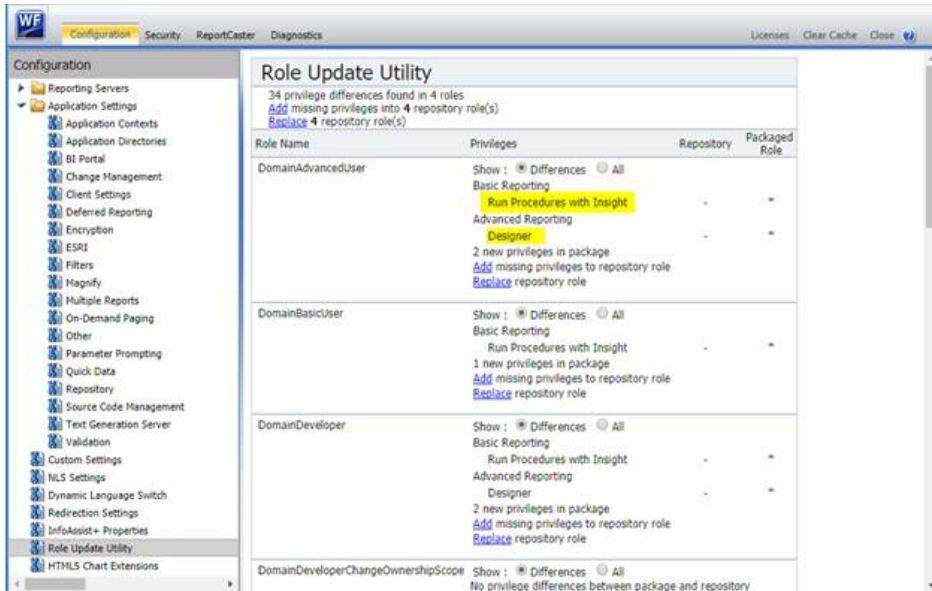 WF
Configuration Security ReportCaster Diagnostics Licenses Clear Cache Close ?
Configuration
Reporting Servers
Application Settings
Application Contexts
Application Directories
BI Portal
Change Management
Client Settings
Deferred Reporting
Encryption
ESRI
Filters
Magnify
Multiple Reports
On-Demand Paging
Other
Parameter Prompting
Quick Data
Repository
Source Code Management
Text Generation Server
Validation
Custom Settings
NLS Settings
Dynamic Language Switch
Redirection Settings
InfoAssist+ Properties
Role Update Utility
HTML5 Chart Extensions
Role Update Utility
34 privilege differences found in 4 roles
Add missing privileges into 4 repository role(s)
Replace 4 repository role(s)
Role Name Privileges Repository Packaged Role
DomainAdvancedUser Show : Differences All
Basic Reporting
Run Procedures with Insight - *
Advanced Reporting
Designer - *
2 new privileges in package
Add missing privileges to repository role
Replace repository role
DomainBasicUser Show : Differences All
Basic Reporting
Run Procedures with Insight - *
1 new privileges in package
Add missing privileges to repository role
Replace repository role
DomainDeveloper Show : Differences All
Basic Reporting
Run Procedures with Insight - *
Advanced Reporting
Designer - *
2 new privileges in package
Add missing privileges to repository role
Replace repository role
DomainDeveloperChangeOwnershipScope Show : Differences All
No privilege differences between package and repository